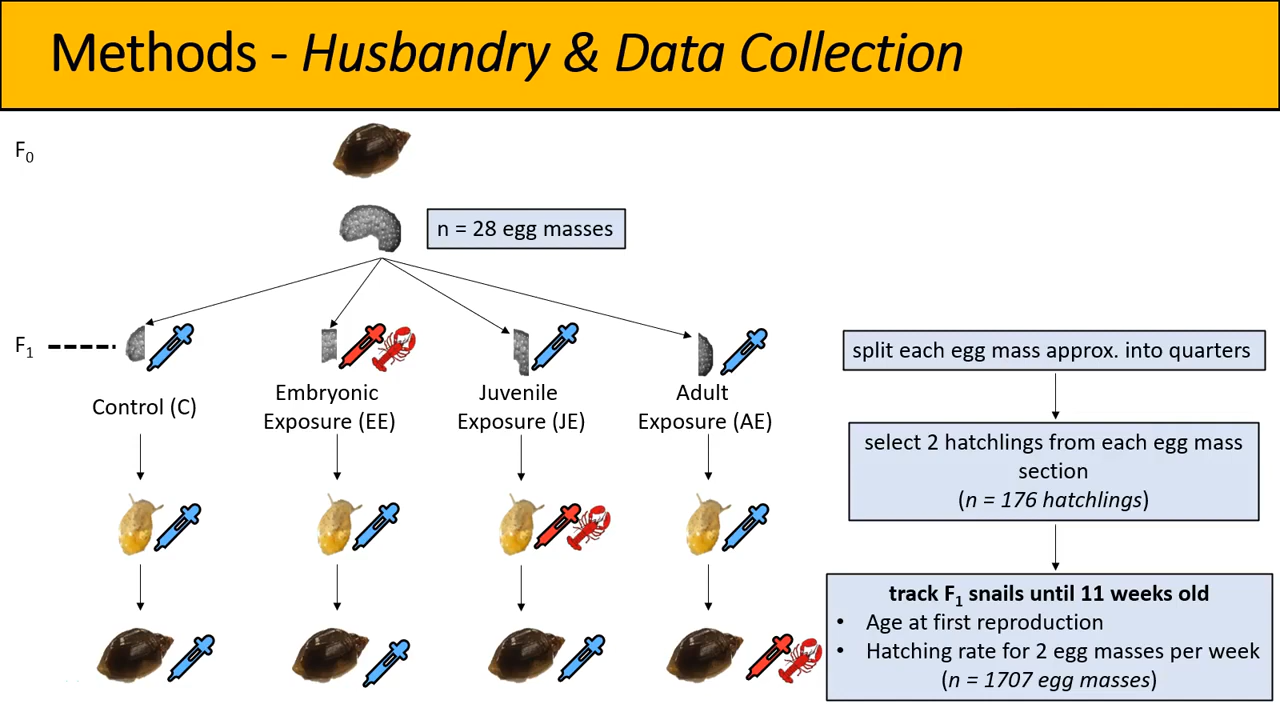 Methods - Husbandry & Data Collection
F0
n = 28 egg masses
F1
Control (C)
Embryonic
Exposure (EE)
Juvenile
Exposure (JE)
Adult
Exposure (AE)
split each egg mass approx. into quarters
select 2 hatchlings from each egg mass
section
(n = 176 hatchlings)
track F1 snails until 11 weeks old
• Age at first reproduction
• Hatching rate for 2 egg masses per week
(n = 1707 egg masses)